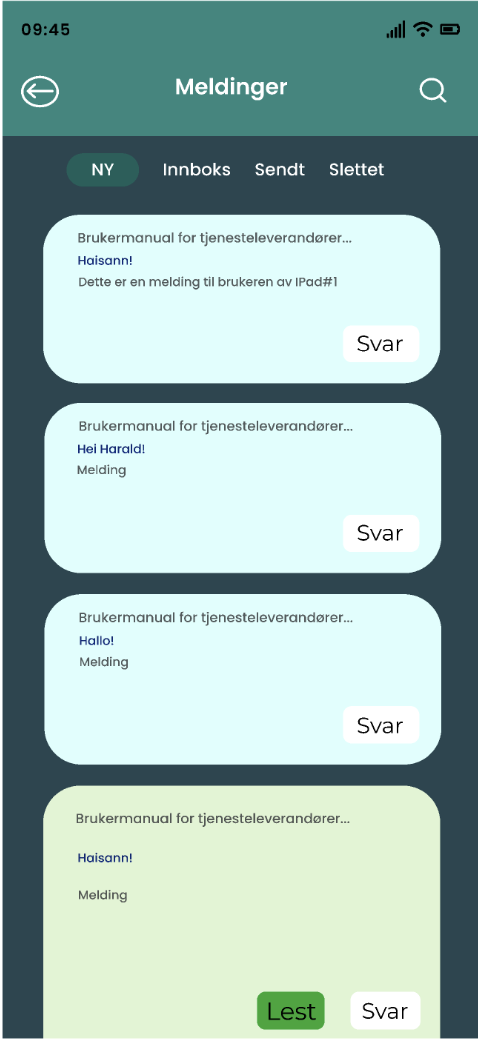 09:45
Meldinger
NY Innboks Sendt Slettet
Brukermanual for tjenesteleverandører...
Haisann!
Dette er en melding til brukeren av IPad#1
Svar
Brukermanual for tjenesteleverandører...
Hei Harald!
Melding
Svar
Brukermanual for tjenesteleverandører...
Hallo!
Melding
Svar
Brukermanual for tjenesteleverandører...
Haisann!
Melding
Lest Svar